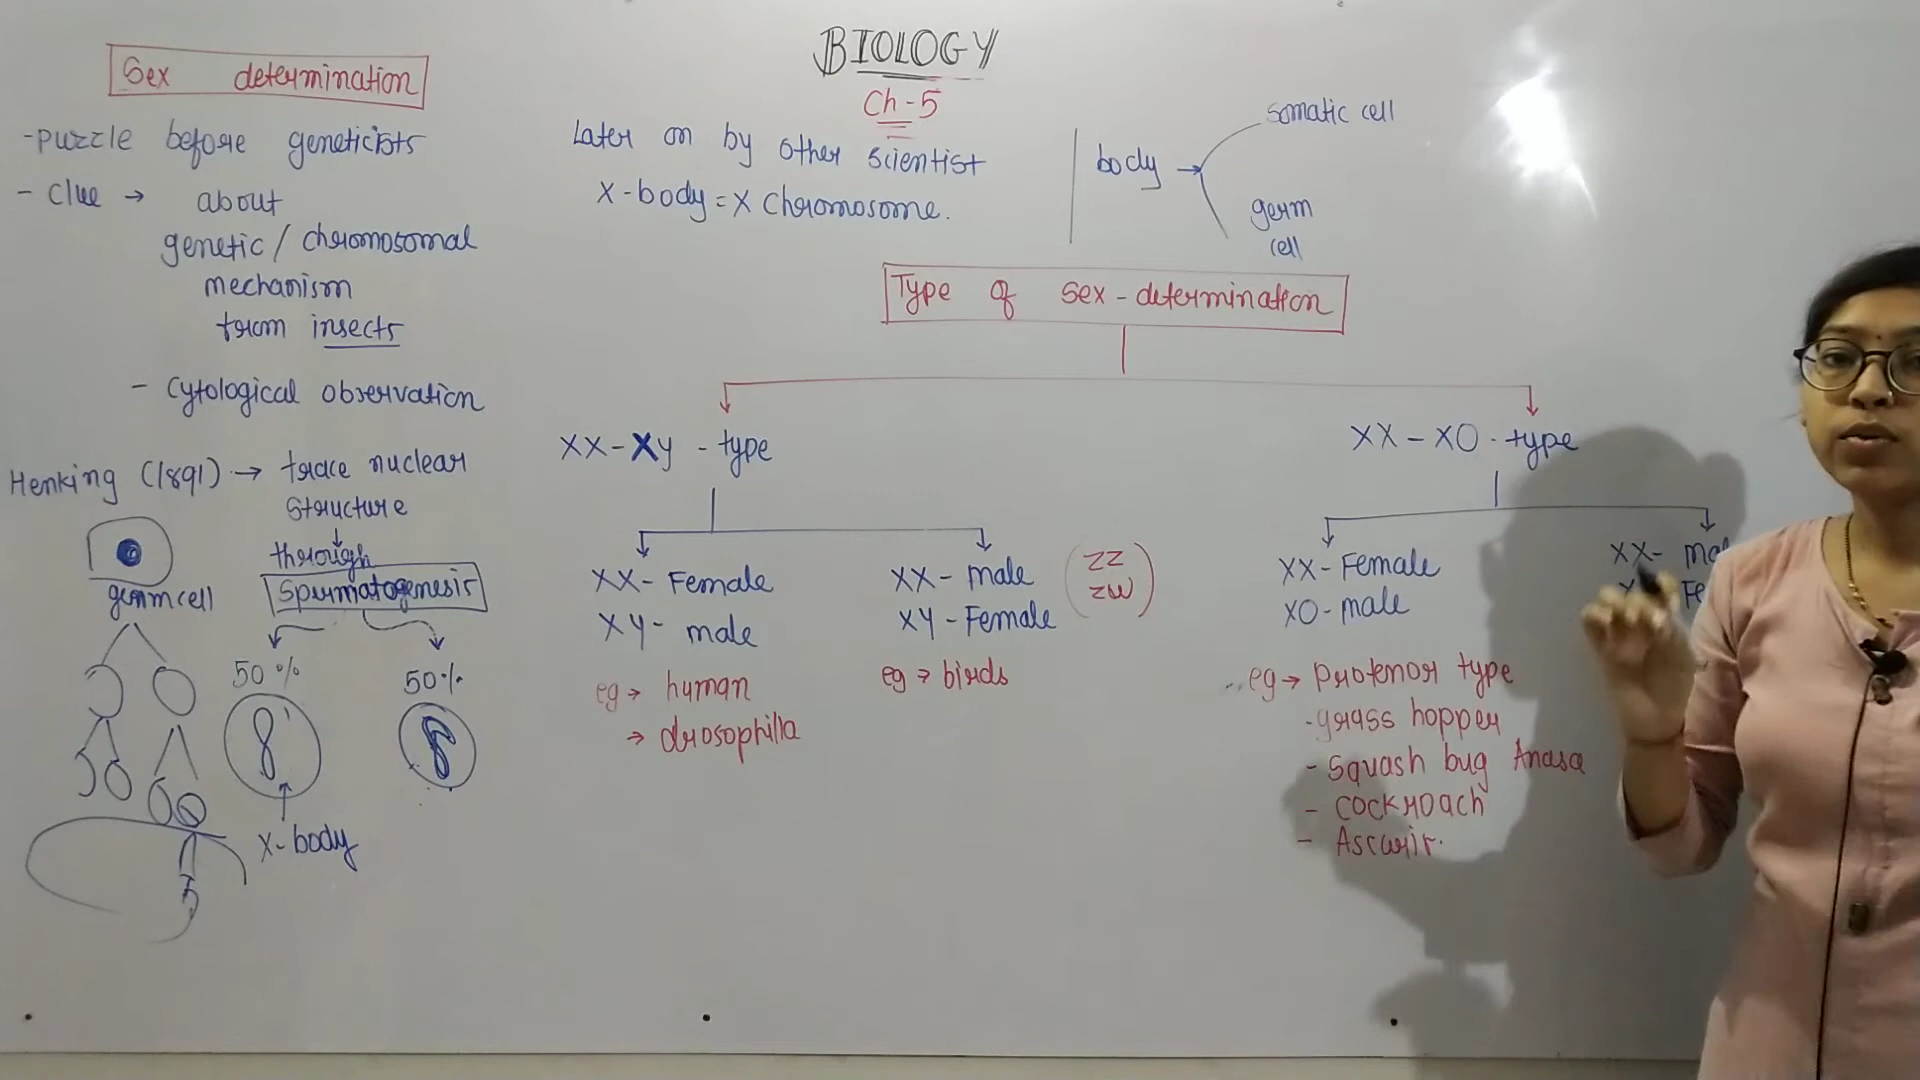 BIOLOGY
Ch-5
Sex determination
-puzzle before geneticists
- Clue → about
genetic / chromosomal
mechanism
from insects
- Cytological observation
Henking (1891) → trace nuclear
structure
↓
through
Spermatogenesis
germ cell
50%
50%
X-body
Later on by other scientist
X-body = X Chromosome.
body →
somatic cell
germ
cell
Type of sex-determination
XX-XY - type
XX-Female
XY- male
eg → human
→ drosophilla
XX- male
XY-Female
(ZZ
ZW)
eg → birds
XX-XO-type
XX-Female
XO-male
eg → Protenor type
-grass hopper
- Squash bug Anasa
- cockroach
- Ascarir.
XX-